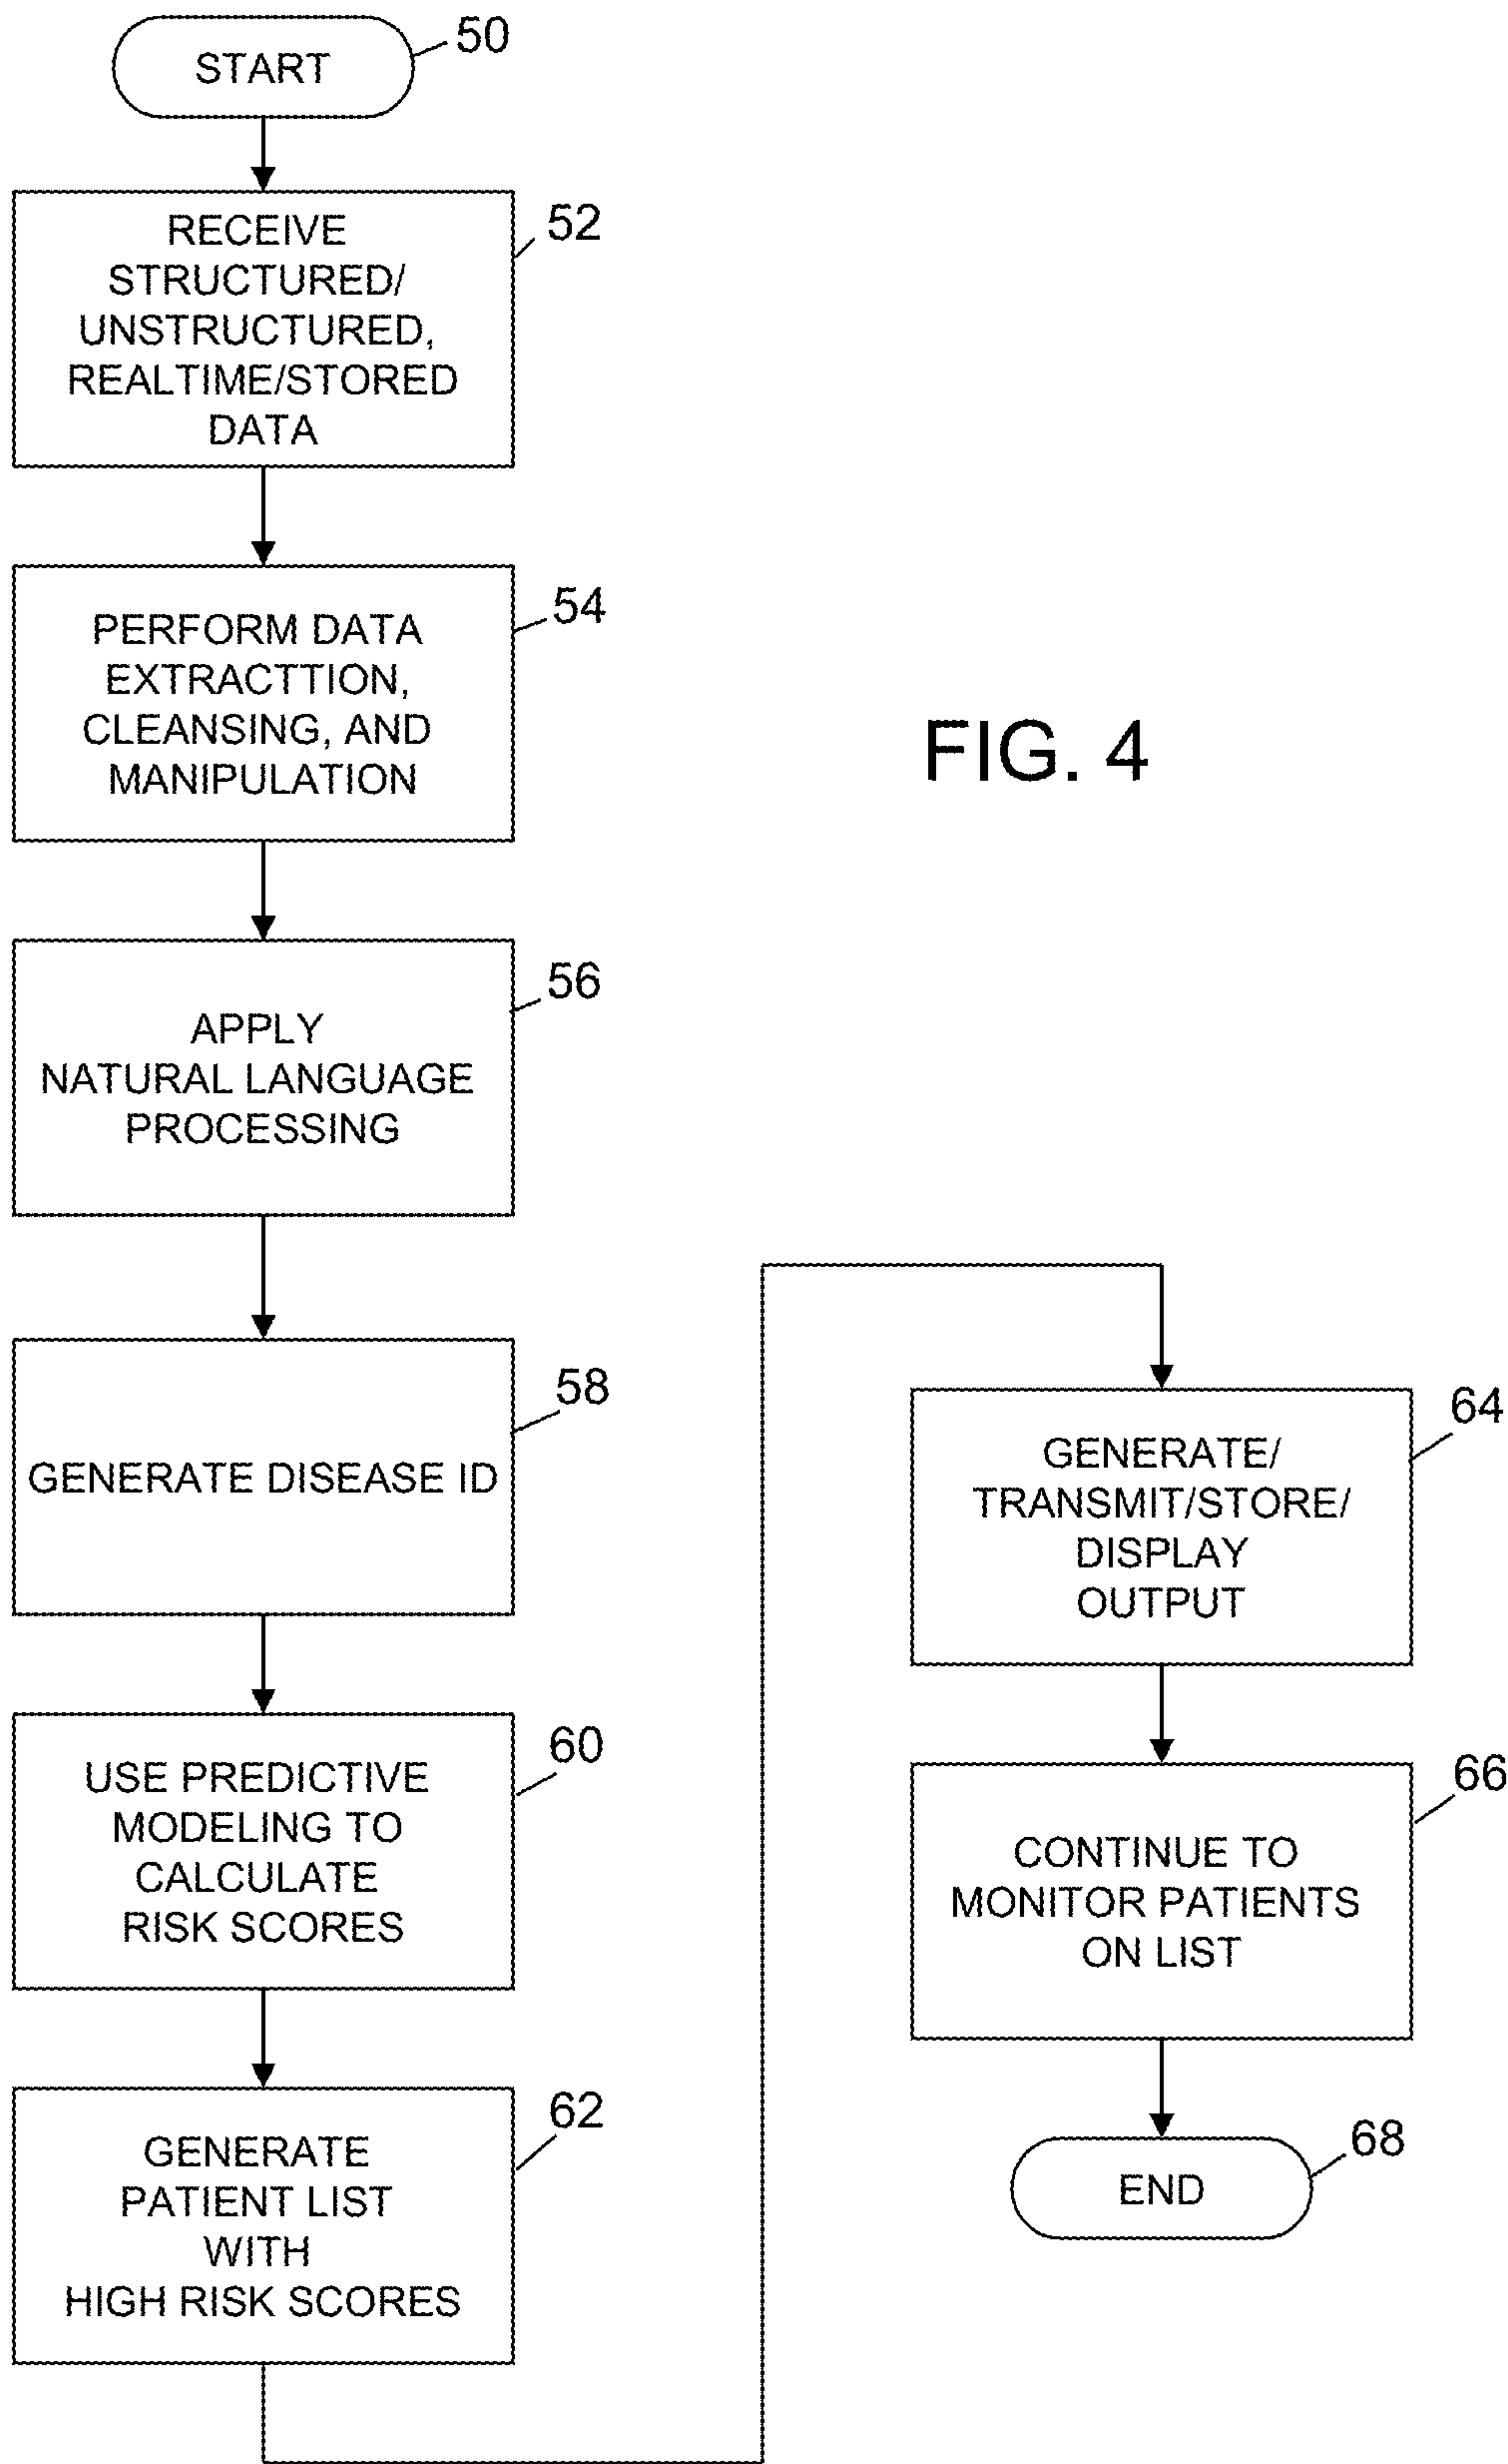 START
50
RECEIVE
STRUCTURED/
UNSTRUCTURED,
REALTIME/STORED
DATA
52
PERFORM DATA
EXTRACTTION,
CLEANSING, AND
MANIPULATION
54
APPLY
NATURAL LANGUAGE
PROCESSING
56
GENERATE DISEASE ID
58
USE PREDICTIVE
MODELING TO
CALCULATE
RISK SCORES
60
GENERATE
PATIENT LIST
WITH
HIGH RISK SCORES
62
FIG. 4
GENERATE/
TRANSMIT/STORE/
DISPLAY
OUTPUT
64
CONTINUE TO
MONITOR PATIENTS
ON LIST
66
END
68